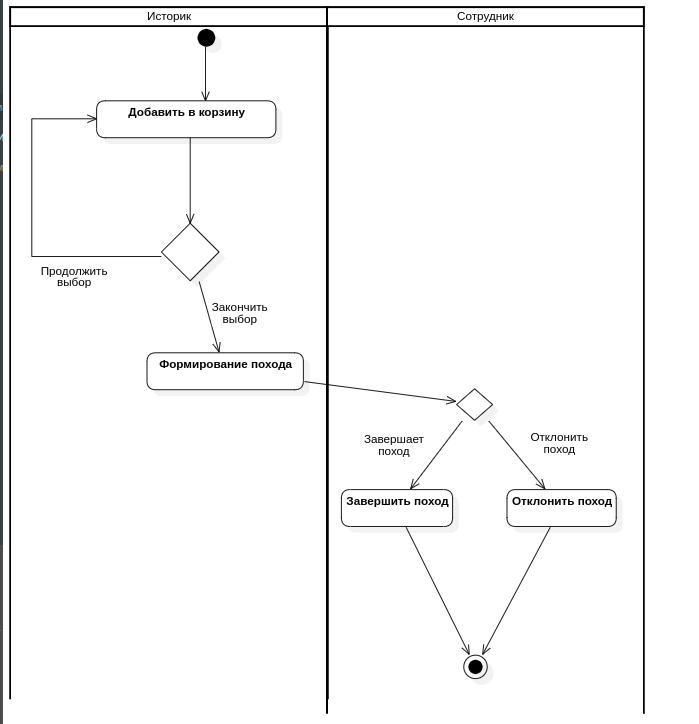 Историк
Сотрудник
Добавить в корзину
Продолжить
выбор
Закончить
выбор
Формирование похода
Завершает
поход
Отклонить
поход
Завершить поход
Отклонить поход